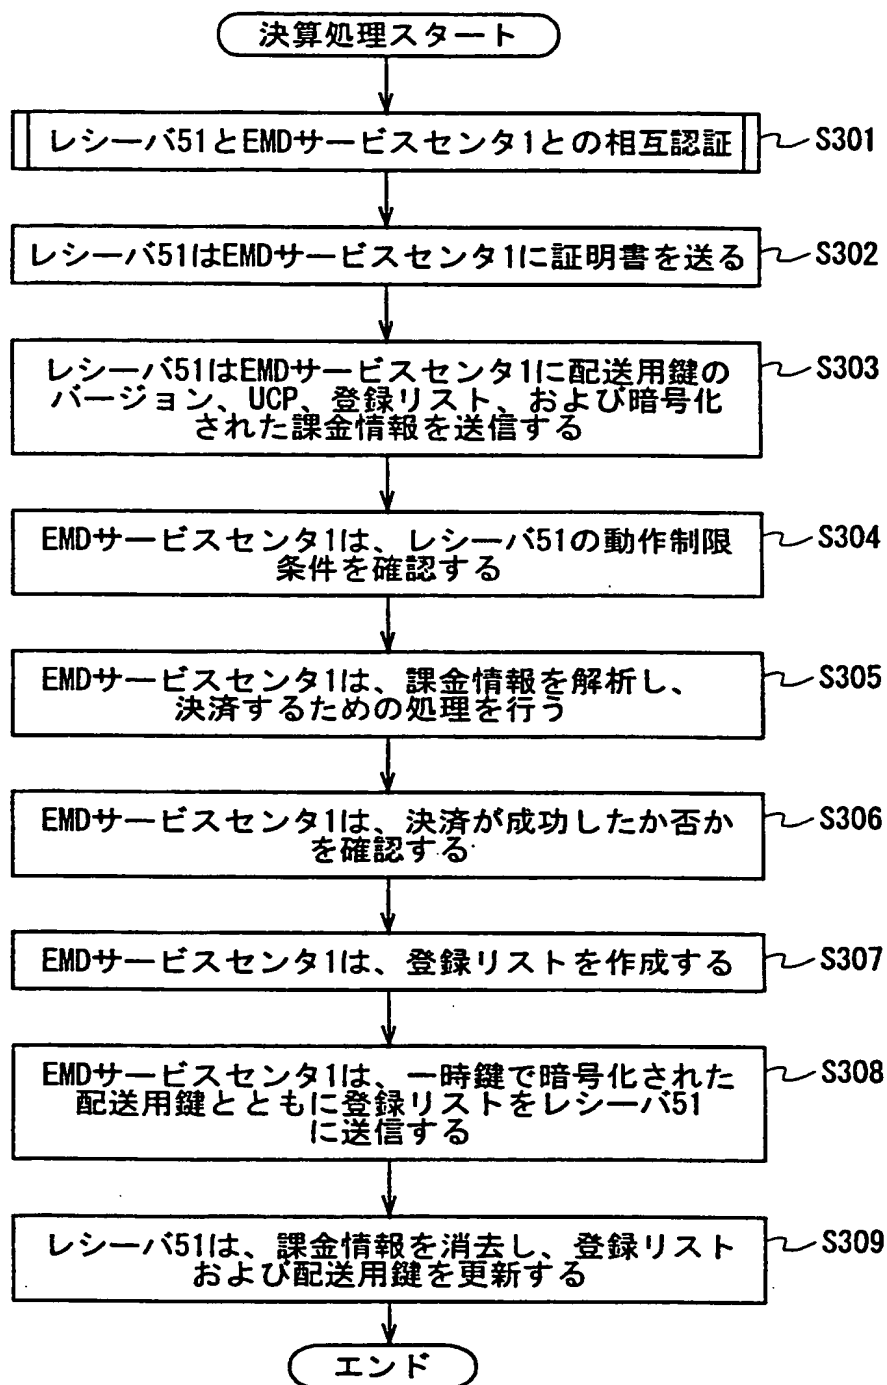 決算処理スタート
レシーバ51とEMDサービスセンタ1との相互認証
S301
レシーバ51はEMDサービスセンタ1に証明書を送る
S302
レシーバ51はEMDサービスセンタ1に配送用鍵の
バージョン、UCP、登録リスト、および暗号化
された課金情報を送信する
S303
EMDサービスセンタ1は、レシーバ51の動作制限
条件を確認する
S304
EMDサービスセンタ1は、課金情報を解析し、
決済するための処理を行う
S305
EMDサービスセンタ1は、決済が成功したか否か
を確認する
S306
EMDサービスセンタ1は、登録リストを作成する
S307
EMDサービスセンタ1は、一時鍵で暗号化された
配送用鍵とともに登録リストをレシーバ51
に送信する
S308
レシーバ51は、課金情報を消去し、登録リスト
および配送用鍵を更新する
S309
エンド